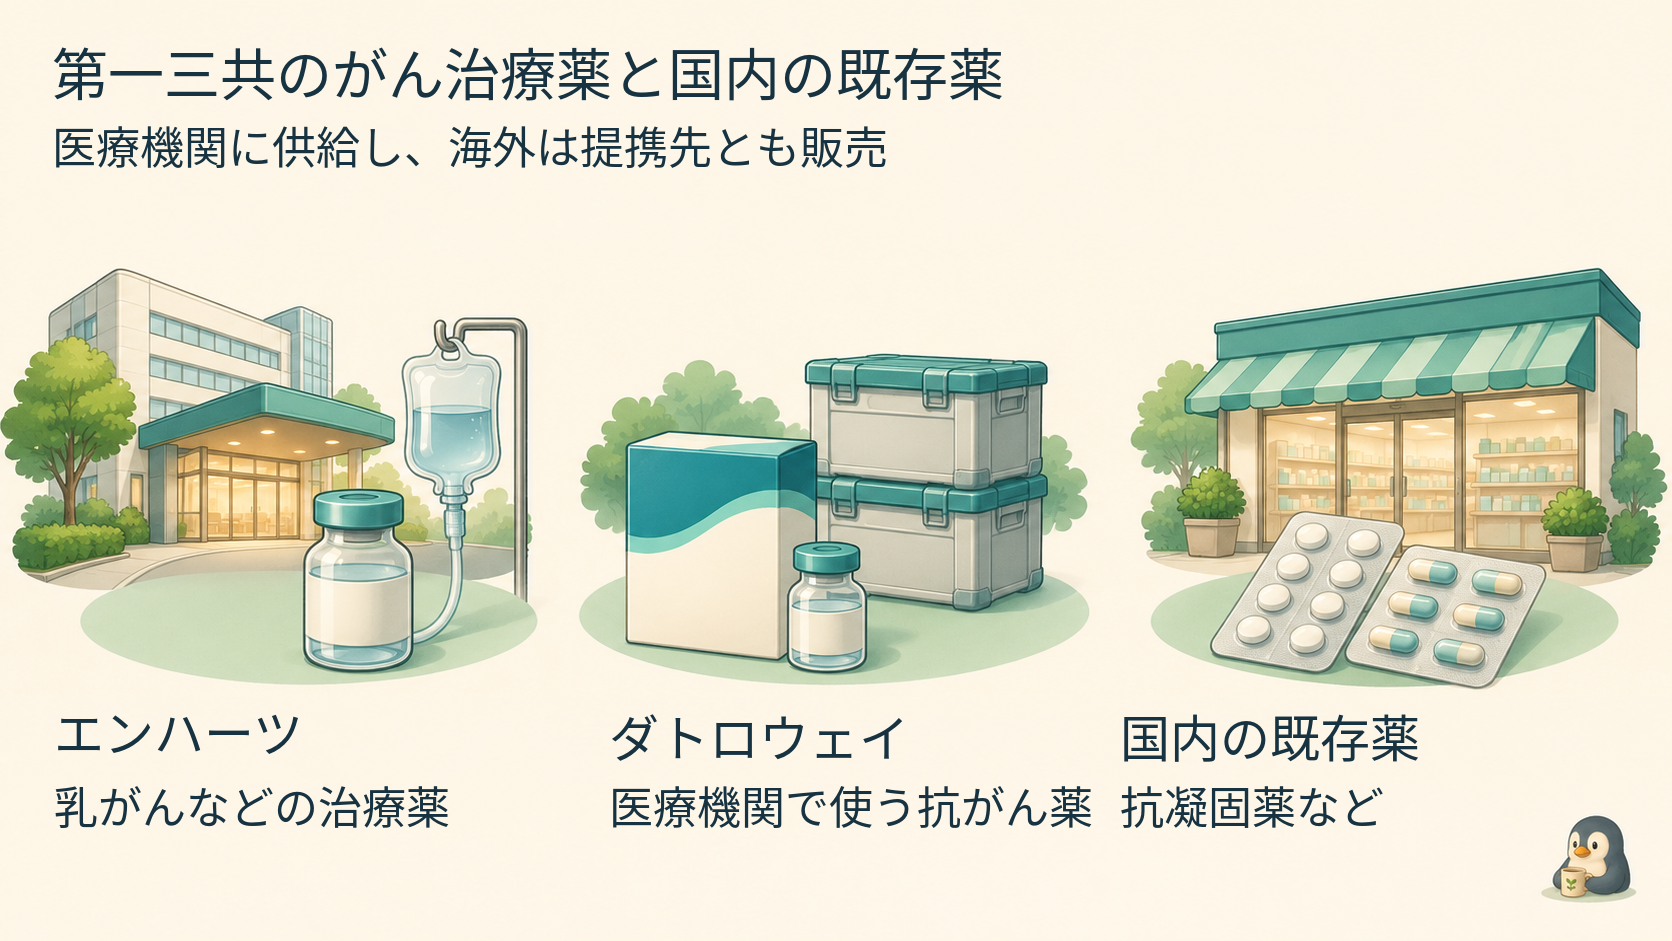 第一三共のがん治療薬と国内の既存薬
医療機関に供給し、海外は提携先とも販売
エンハーツ
乳がんなどの治療薬
ダトロウェイ
医療機関で使う抗がん薬
国内の既存薬
抗凝固薬など